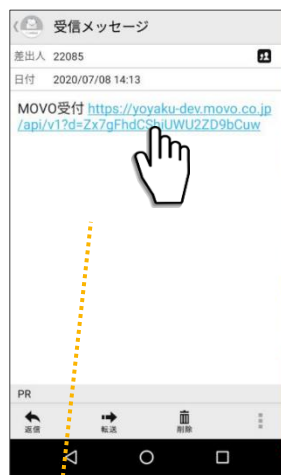 受信メッセージ
差出人 22085
日付 2020/07/08 14:13
MOVO受付 https://yoyaku-dev.movo.co.jp
/api/v1?d=Zx7gFhdCShiUWU2ZD9bCuw
PR
返信 転送 削除